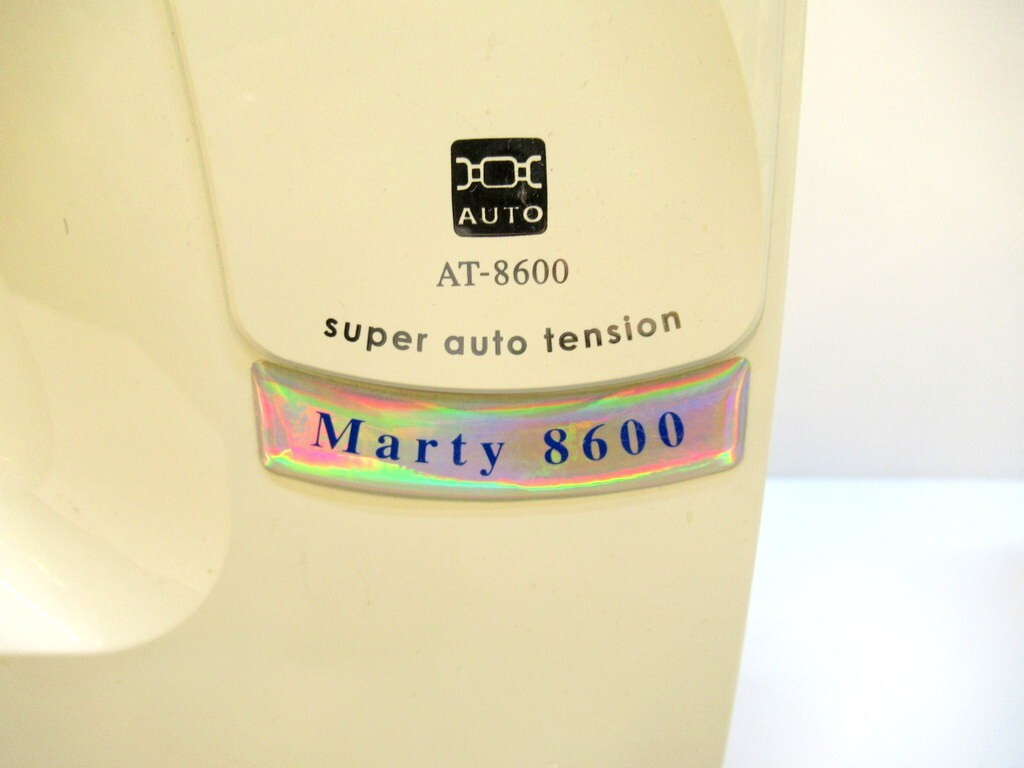 AUTO
AT-8600
super auto tension
Marty 8600